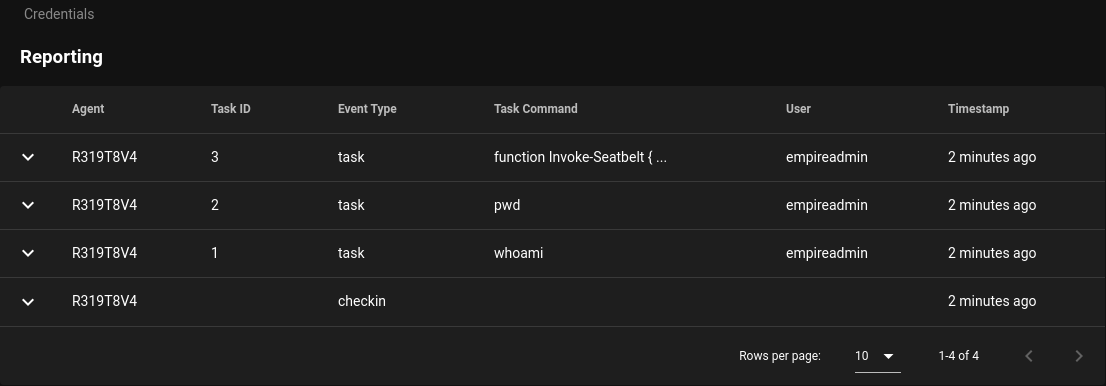 Credentials
Reporting
Agent Task ID Event Type Task Command User Timestamp
R319T8V4 3 task function Invoke-Seatbelt { ... empireadmin 2 minutes ago
R319T8V4 2 task pwd empireadmin 2 minutes ago
R319T8V4 1 task whoami empireadmin 2 minutes ago
R319T8V4 checkin 2 minutes ago
Rows per page: 10 1-4 of 4